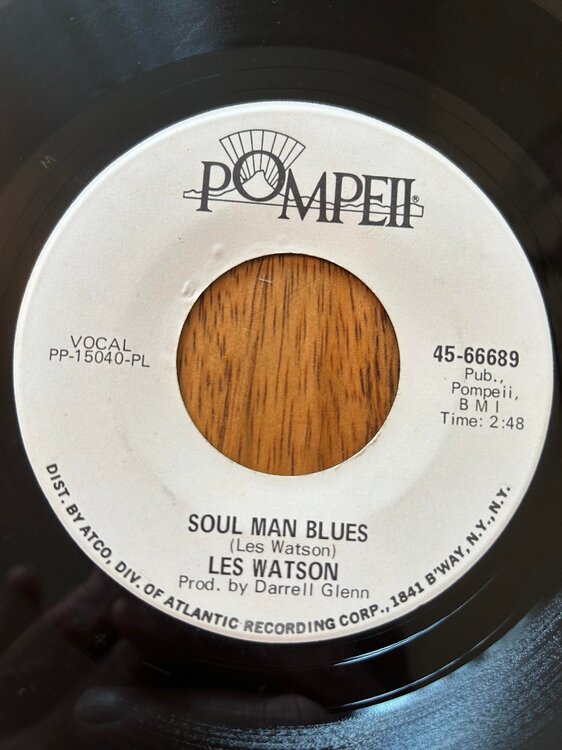 POMPEII®
VOCAL
PP-15040-PL
45-66689
Pub.,
Pompeii,
B M I
Time: 2:48
SOUL MAN BLUES
(Les Watson)
LES WATSON
Prod. by Darrell Glenn
DIST. BY ATCO, DIV. OF ATLANTIC RECORDING CORP., 1841 B'WAY, N.Y., N.Y.